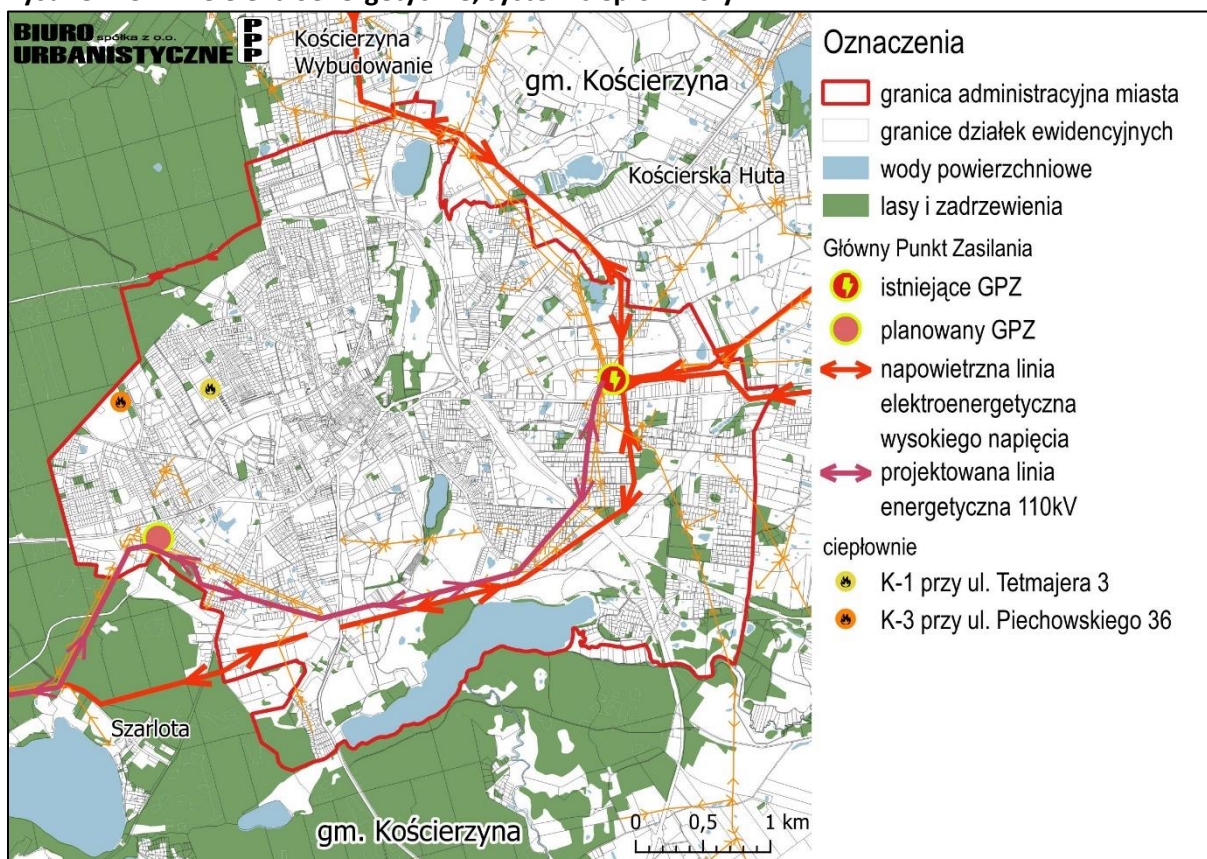 BIURO spółka z o.o.
URBANISTYCZNE
PPP
Kościerzyna
Wybudowanie
gm. Kościerzyna
Kościerska Huta
Szarlota
gm. Kościerzyna
0 0,5 1 km
Oznaczenia
granica administracyjna miasta
granice działek ewidencyjnych
wody powierzchniowe
lasy i zadrzewienia
Główny Punkt Zasilania
istniejące GPZ
planowany GPZ
napowietrzna linia
elektroenergetyczna
wysokiego napięcia
projektowana linia
energetyczna 110kV
ciepłownie
K-1 przy ul. Tetmajera 3
K-3 przy ul. Piechowskiego 36